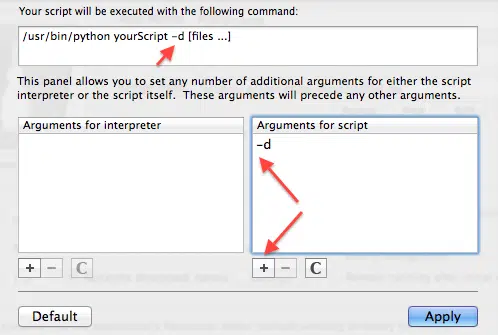 Your script will be executed with the following command:
/usr/bin/python yourScript -d [files ...]
This panel allows you to set any number of additional arguments for either the script
interpreter or the script itself.  These arguments will precede any other arguments.
Arguments for interpreter
Arguments for script
-d
+ - C
+ - C
Default
Apply